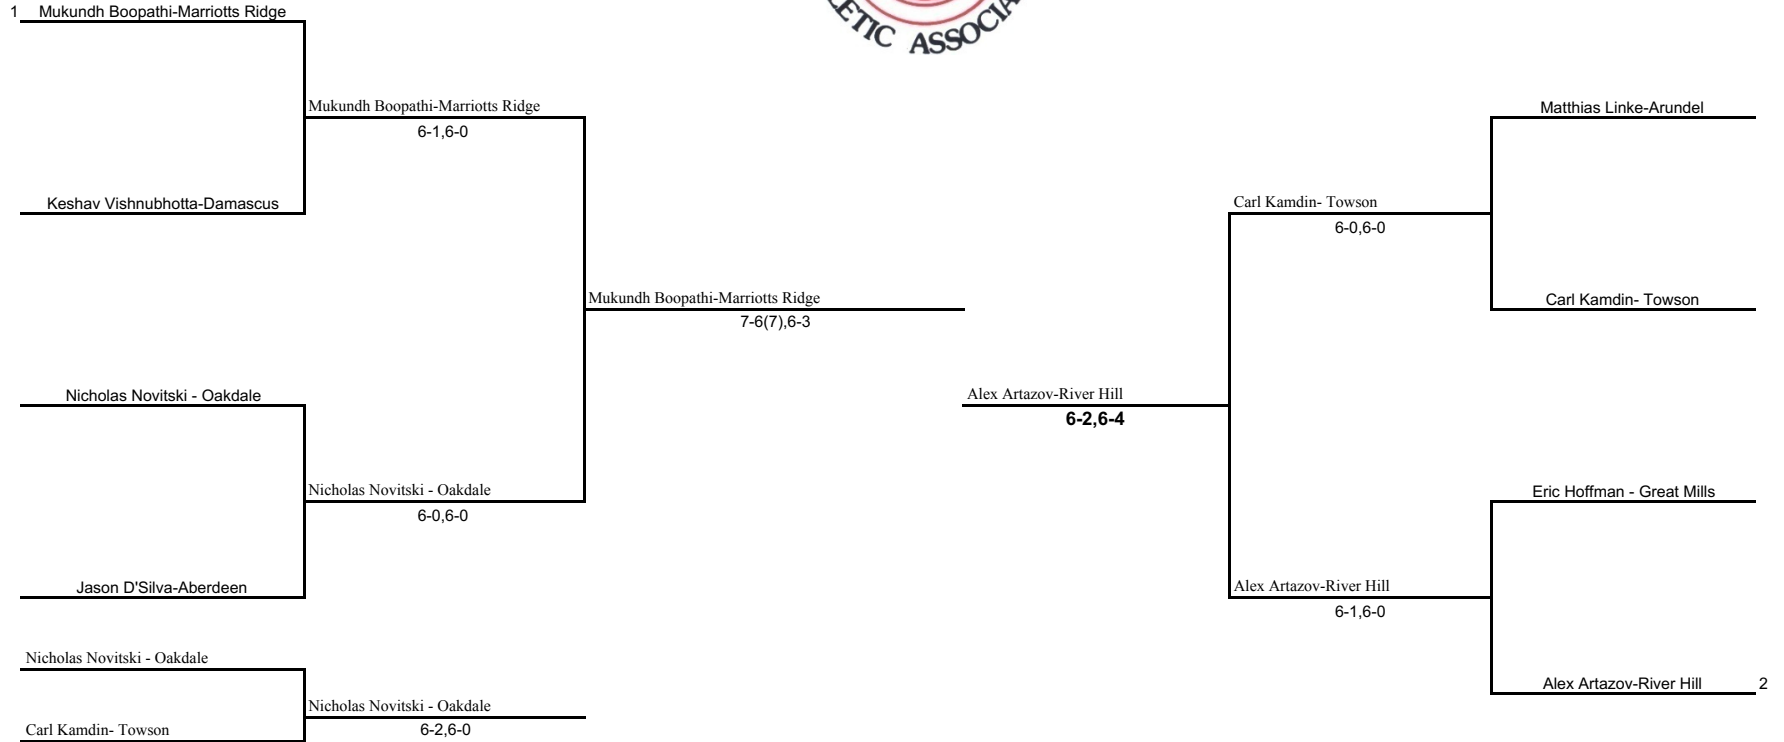 1 Mukundh Boopathi-Marriotts Ridge
ASSOCIA
Mukundh Boopathi-Marriotts Ridge
6-1,6-0
Keshav Vishnubhotta-Damascus
Mukundh Boopathi-Marriotts Ridge
7-6(7),6-3
Nicholas Novitski - Oakdale
Nicholas Novitski - Oakdale
6-0,6-0
Jason D'Silva-Aberdeen
Nicholas Novitski - Oakdale
Nicholas Novitski - Oakdale
6-2,6-0
Carl Kamdin- Towson
Alex Artazov-River Hill
6-2,6-4
Matthias Linke-Arundel
Carl Kamdin- Towson
6-0,6-0
Carl Kamdin- Towson
Eric Hoffman - Great Mills
Alex Artazov-River Hill
6-1,6-0
Alex Artazov-River Hill 2